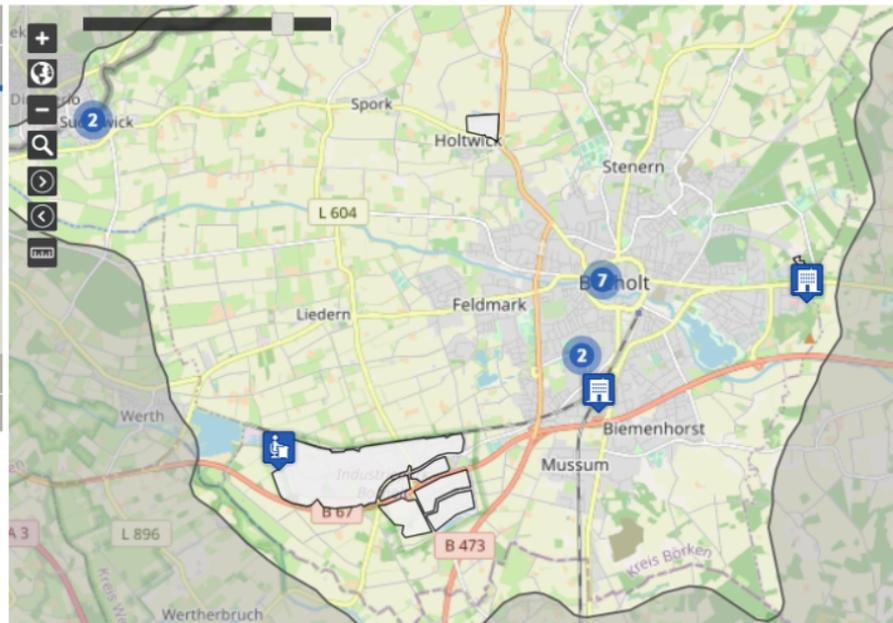 2
Spork
Holtwick
Stenern
L 604
7
Feldmark
Liedern
2
Werth
Biemenhorst
Mussum
B 67
B 473
A 3
L 896
Kreis Borken
Wertherbruch